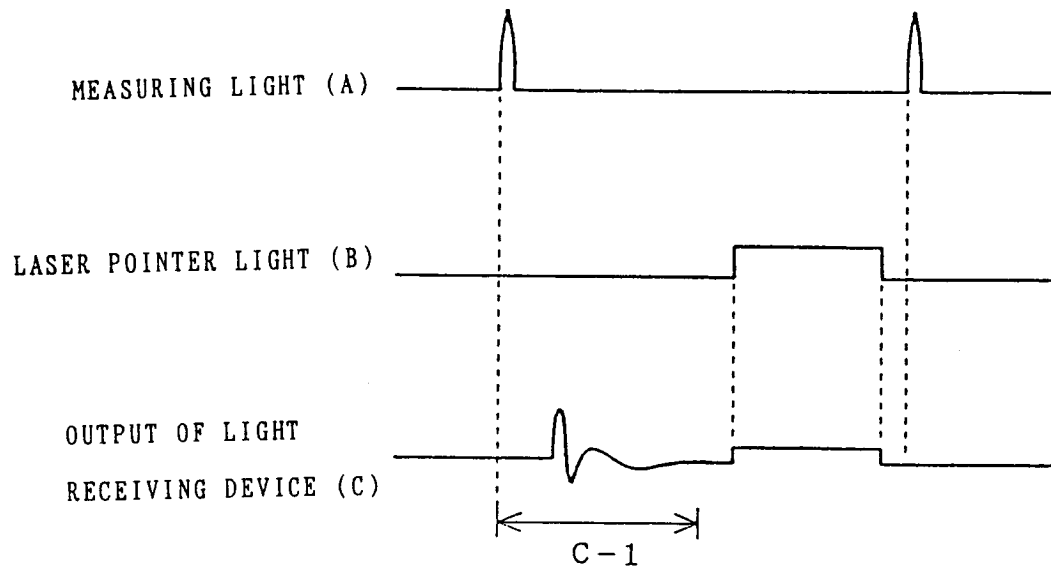 MEASURING LIGHT (A)
LASER POINTER LIGHT (B)
OUTPUT OF LIGHT
RECEIVING DEVICE (C)
C-1